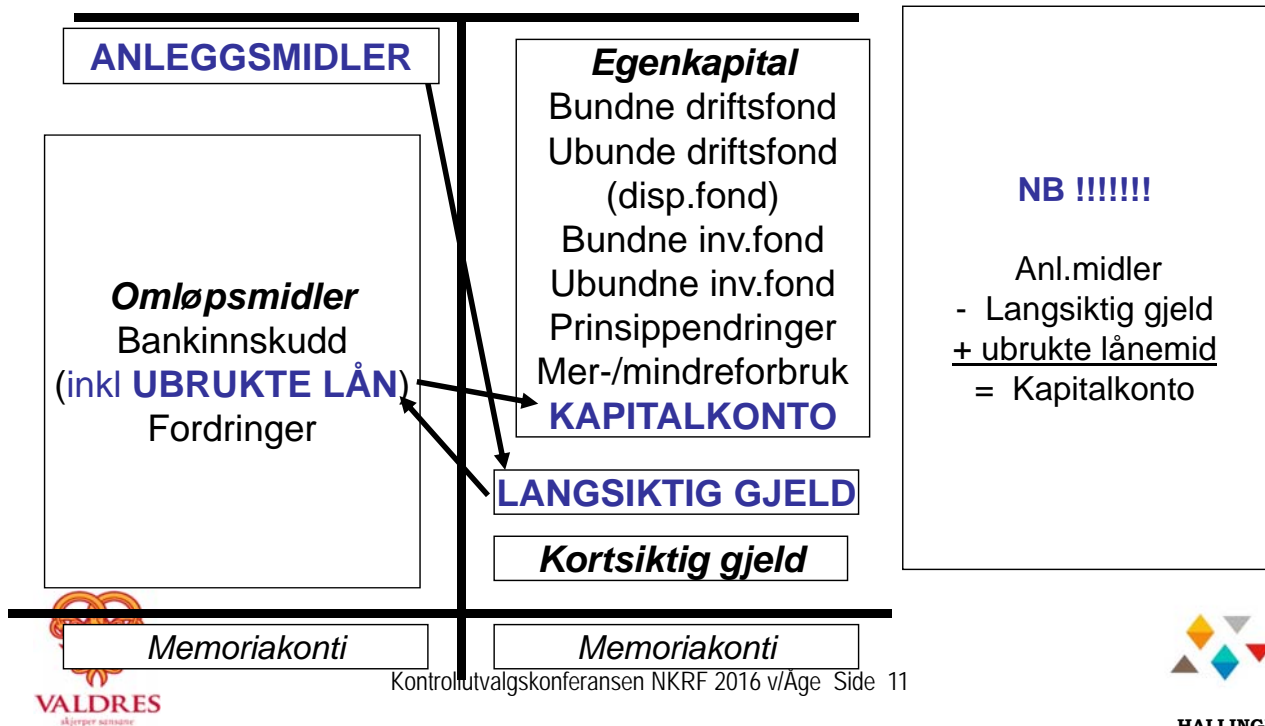 ANLEGGSMIDLER
Omløpsmidler
Bankinnskudd
(inkl UBRUKTE LÅN)
Fordringer
Egenkapital
Bundne driftsfond
Ubunde driftsfond
(disp.fond)
Bundne inv.fond
Ubundne inv.fond
Prinsippendringer
Mer-/mindreforbruk
KAPITALKONTO
LANGSIKTIG GJELD
Kortsiktig gjeld
NB !!!!!!!
Anl.midler
- Langsiktig gjeld
+ ubrukte lånemid
= Kapitalkonto
Memoriakonti
Memoriakonti
Kontrollutvalgskonferansen NKRF 2016 v/Åge Side 11
VALDRES
skjerper sansane